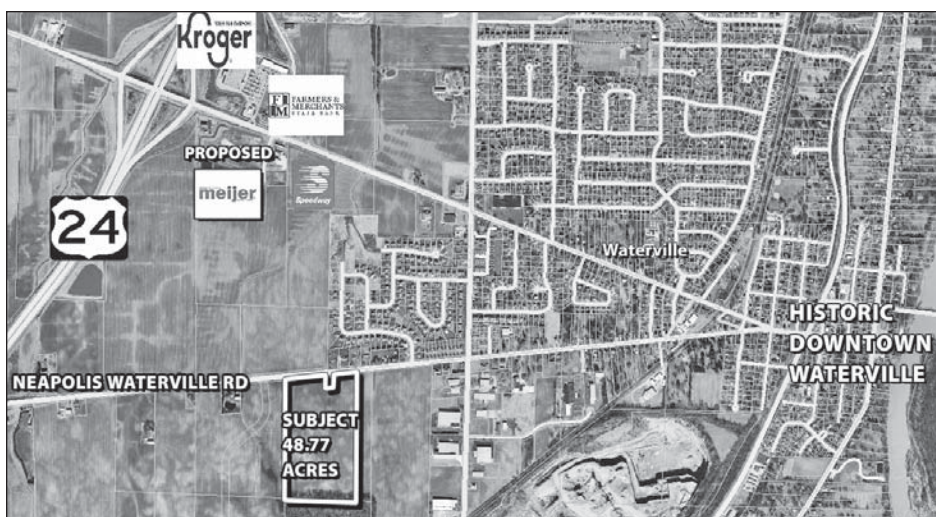 Kroger
F&M
FARMERS &
MERCHANTS
STATE BANK
PROPOSED
meijer
Speedway
24
Waterville
HISTORIC
DOWNTOWN
WATERVILLE
NEAPOLIS WATERVILLE RD
SUBJECT
48.77
ACRES